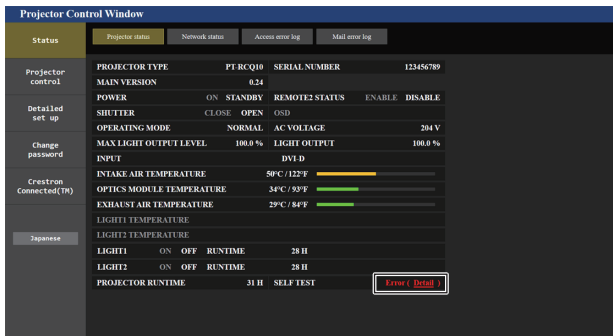 Projector Control Window
Status
Projector status Network status Access error log Mail error log
Projector control
Detailed set up
Change password
Crestron Connected(TM)
Japanese
PROJECTOR TYPE PT-RCQ10 SERIAL NUMBER 123456789
MAIN VERSION 0.24
POWER ON STANDBY REMOTE2 STATUS ENABLE DISABLE
SHUTTER CLOSE OPEN OSD
OPERATING MODE NORMAL AC VOLTAGE 204 V
MAX LIGHT OUTPUT LEVEL 100.0 % LIGHT OUTPUT 100.0 %
INPUT DVI-D
INTAKE AIR TEMPERATURE 50°C / 122°F
OPTICS MODULE TEMPERATURE 34°C / 93°F
EXHAUST AIR TEMPERATURE 29°C / 84°F
LIGHT1 TEMPERATURE
LIGHT2 TEMPERATURE
LIGHT1 ON OFF RUNTIME 28 H
LIGHT2 ON OFF RUNTIME 28 H
PROJECTOR RUNTIME 31 H SELF TEST Error ( Detail )